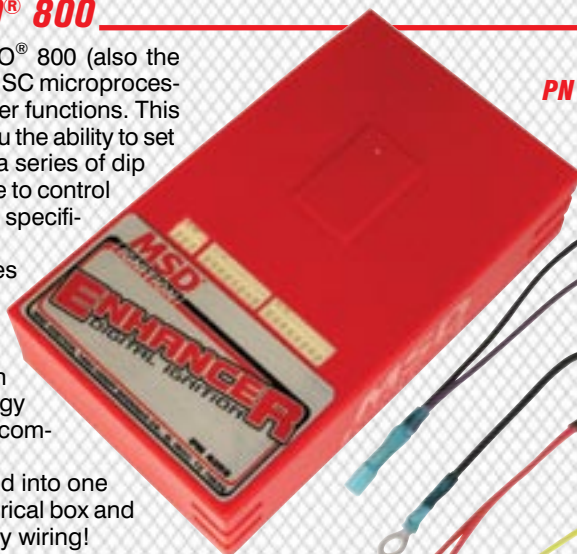 ® 800
O® 800 (also the
SC microproces-
er functions. This
u the ability to set
a series of dip
e to control
specifi-
es
n
gy
com-
d into one
rical box and
y wiring!
PN
MSD
ENHANCER
DIGITAL IGNITION
MSD